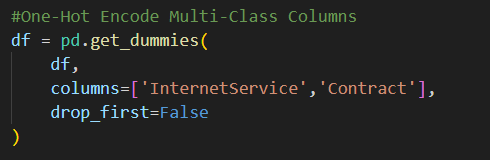 #One-Hot Encode Multi-Class Columns
df = pd.get_dummies(
    df,
    columns=['InternetService','Contract'],
    drop_first=False
)